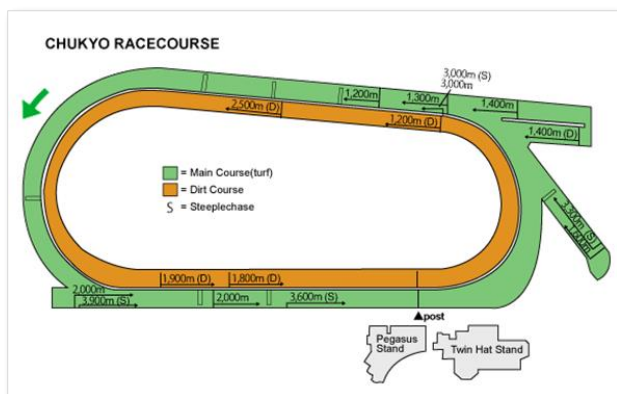 CHUKYO RACECOURSE
3,000m (S)
3,000m
1,200m
1,300m
1,400m
2,500m (D)
1,200m (D)
1,400m (D)
= Main Course(turf)
= Dirt Course
S = Steeplechase
3,300m (S)
1,900m (D)
1,800m (D)
2,000m
3,900m (S)
2,000m
3,600m (S)
post
Pegasus
Stand
Twin Hat Stand